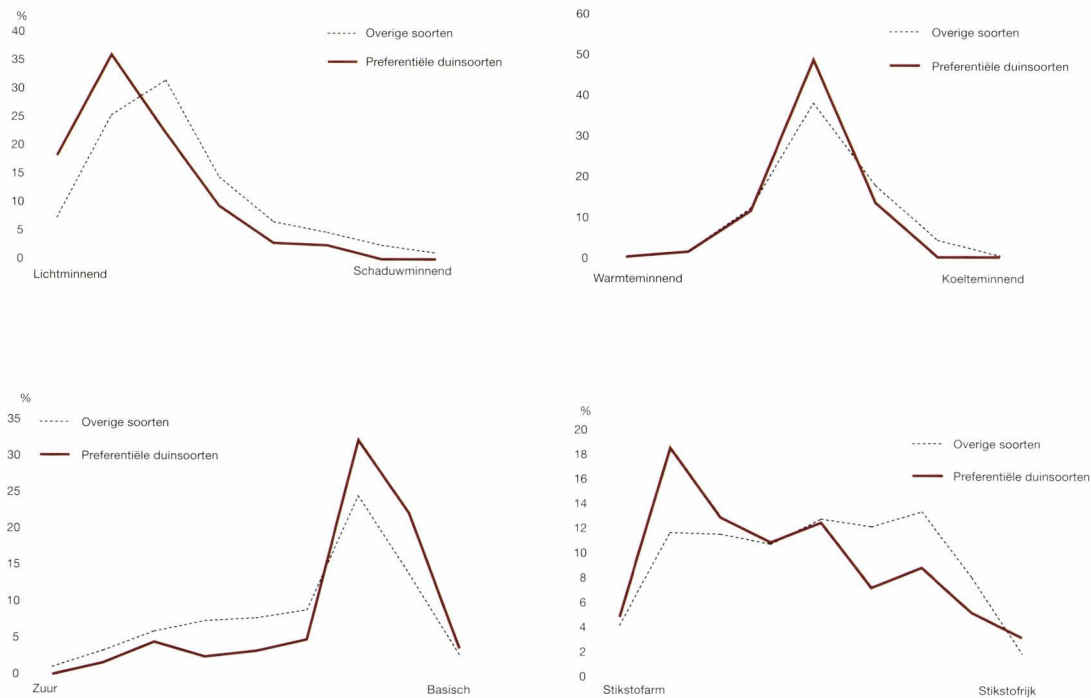 %
40
35
30
25
20
15
10
5
0
Overige soorten
Preferentiële duinsoorten
Lichtminnend
Schaduwminnend
60
50
40
30
20
10
0
Overige soorten
Preferentiële duinsoorten
Warmteminnend
Koelteminnend
%
35
30
25
20
15
10
5
0
Overige soorten
Preferentiële duinsoorten
Zuur
Basisch
%
20
18
16
14
12
10
8
6
4
2
0
Overige soorten
Preferentiële duinsoorten
Stikstofarm
Stikstofrijk